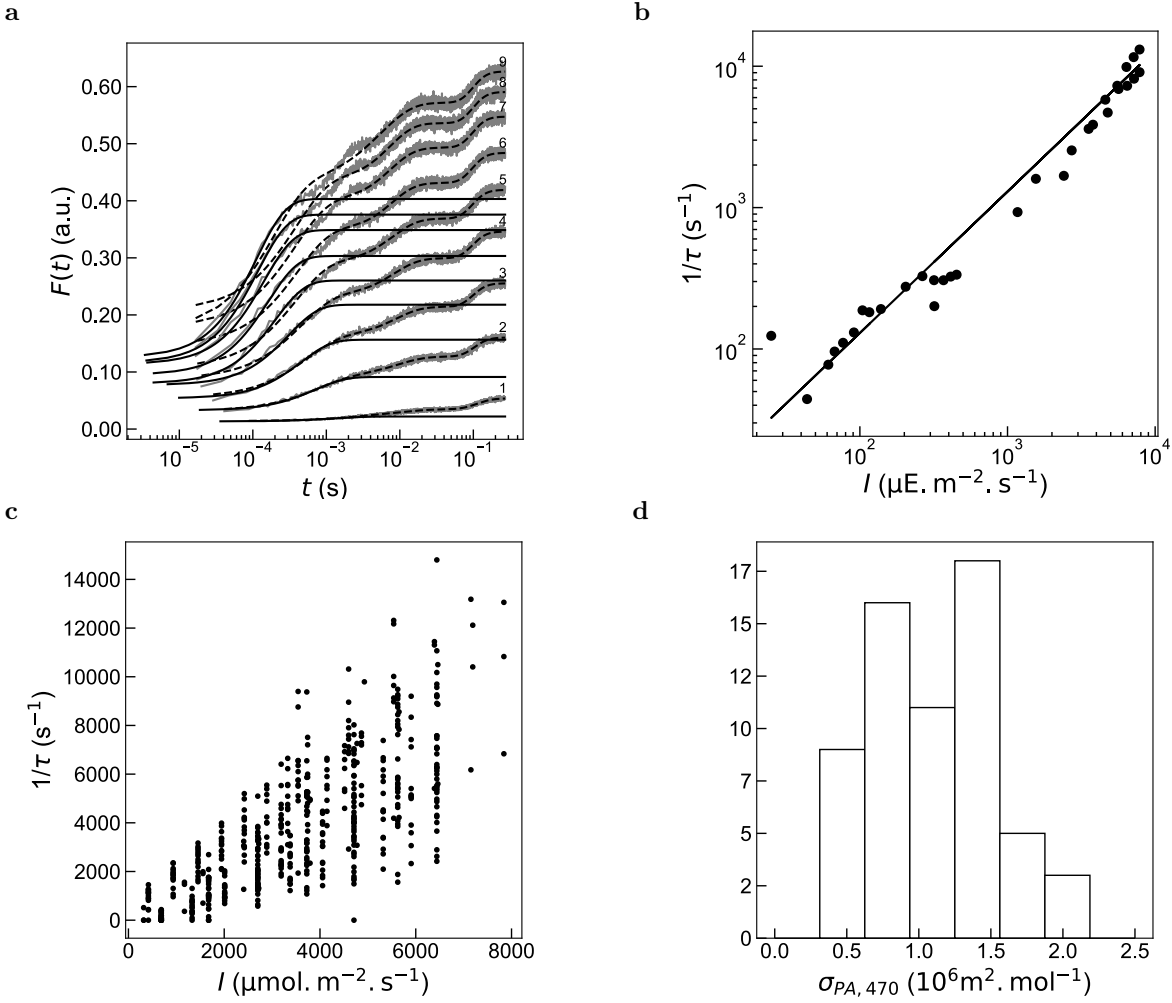 a
F(t) (a.u.)
0.60
0.50
0.40
0.30
0.20
0.10
0.00
9
8
7
6
5
4
3
2
1
10⁻⁵ 10⁻⁴ 10⁻³ 10⁻² 10⁻¹
t (s)
b
1/τ (s⁻¹)
10⁴
10³
10²
10² 10³ 10⁴
I (µE. m⁻². s⁻¹)
c
1/τ (s⁻¹)
14000
12000
10000
8000
6000
4000
2000
0
0 2000 4000 6000 8000
I (µmol. m⁻². s⁻¹)
d
17
15
12
10
7
5
2
0
0.0 0.5 1.0 1.5 2.0 2.5
σPA, 470 (10⁶m². mol⁻¹)